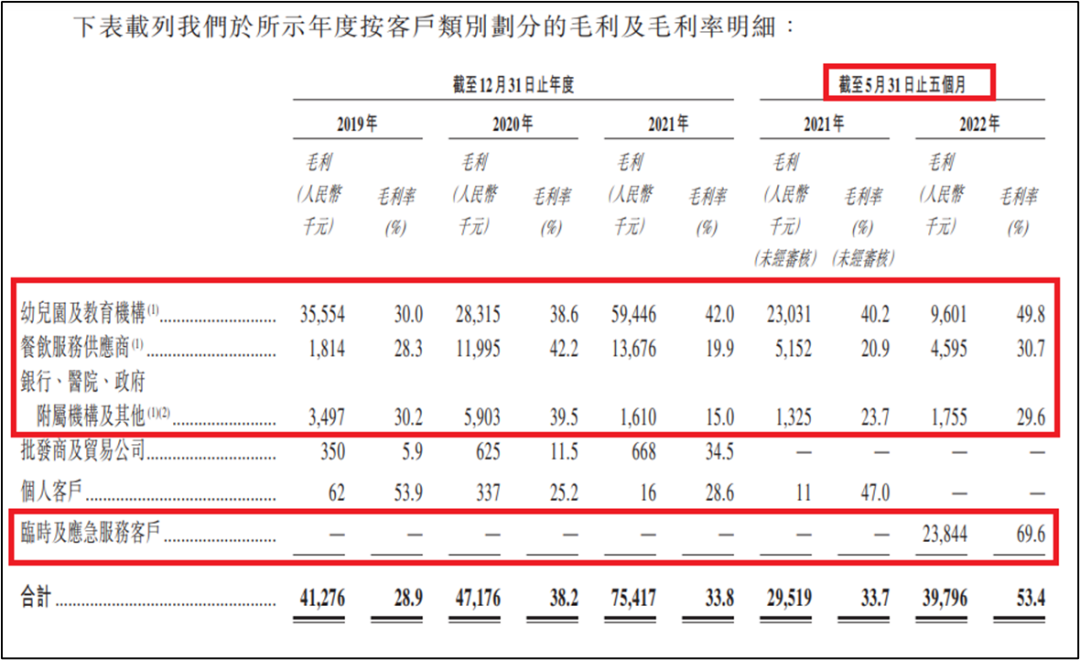 下表載列我們於所示年度按客戶類別劃分的毛利及毛利率明細：
截至12月31日止年度 截至5月31日止五個月
2019年 2020年 2021年 2021年 2022年
毛利 毛利 毛利 毛利 毛利
(人民幣 毛利率 (人民幣 毛利率 (人民幣 毛利率 (人民幣 毛利率 (人民幣 毛利率
千元) (%) 千元) (%) 千元) (%) 千元) (%) 千元) (%)
(未經審核) (未經審核)
幼兒園及教育機構(1) 35,554 30.0 28,315 38.6 59,446 42.0 23,031 40.2 9,601 49.8
餐飲服務供應商(1) 1,814 28.3 11,995 42.2 13,676 19.9 5,152 20.9 4,595 30.7
銀行、醫院、政府
附屬機構及其他(1)(2) 3,497 30.2 5,903 39.5 1,610 15.0 1,325 23.7 1,755 29.6
批發商及貿易公司 350 5.9 625 11.5 668 34.5 — — — —
個人客戶 62 53.9 337 25.2 16 28.6 11 47.0 — —
臨時及應急服務客戶 — — — — — — — — 23,844 69.6
合計 41,276 28.9 47,176 38.2 75,417 33.8 29,519 33.7 39,796 53.4